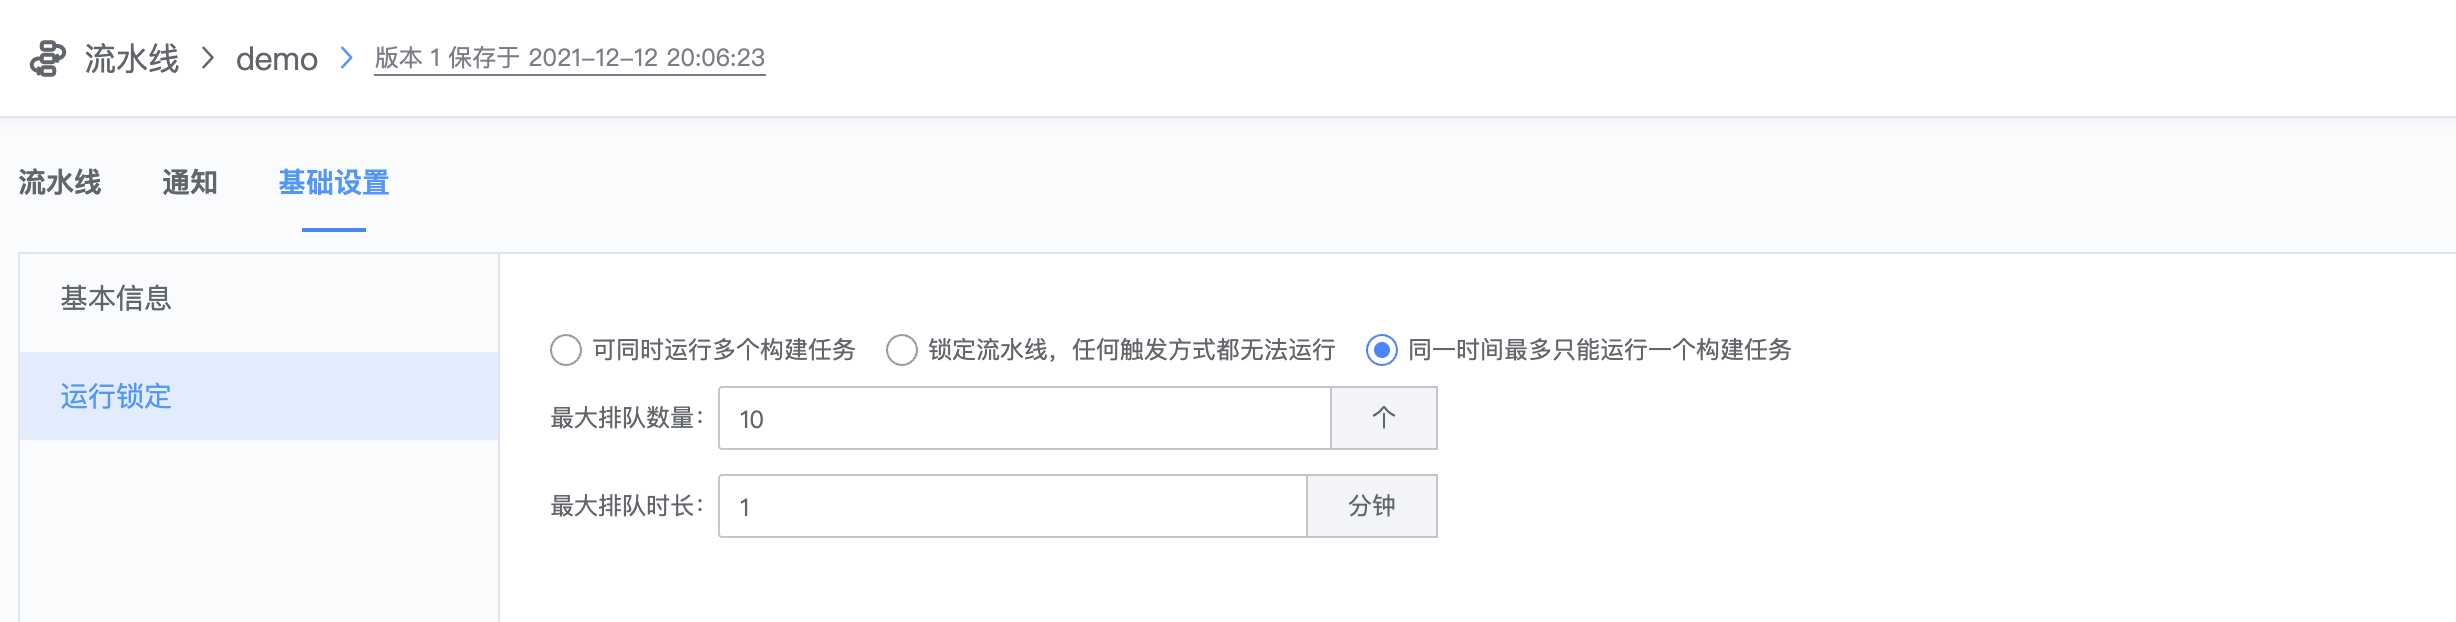 流水线 > demo > 版本 1 保存于 2021-12-12 20:06:23
流水线 通知 基础设置
基本信息
运行锁定
可同时运行多个构建任务 锁定流水线，任何触发方式都无法运行 同一时间最多只能运行一个构建任务
最大排队数量： 10 个
最大排队时长： 1 分钟